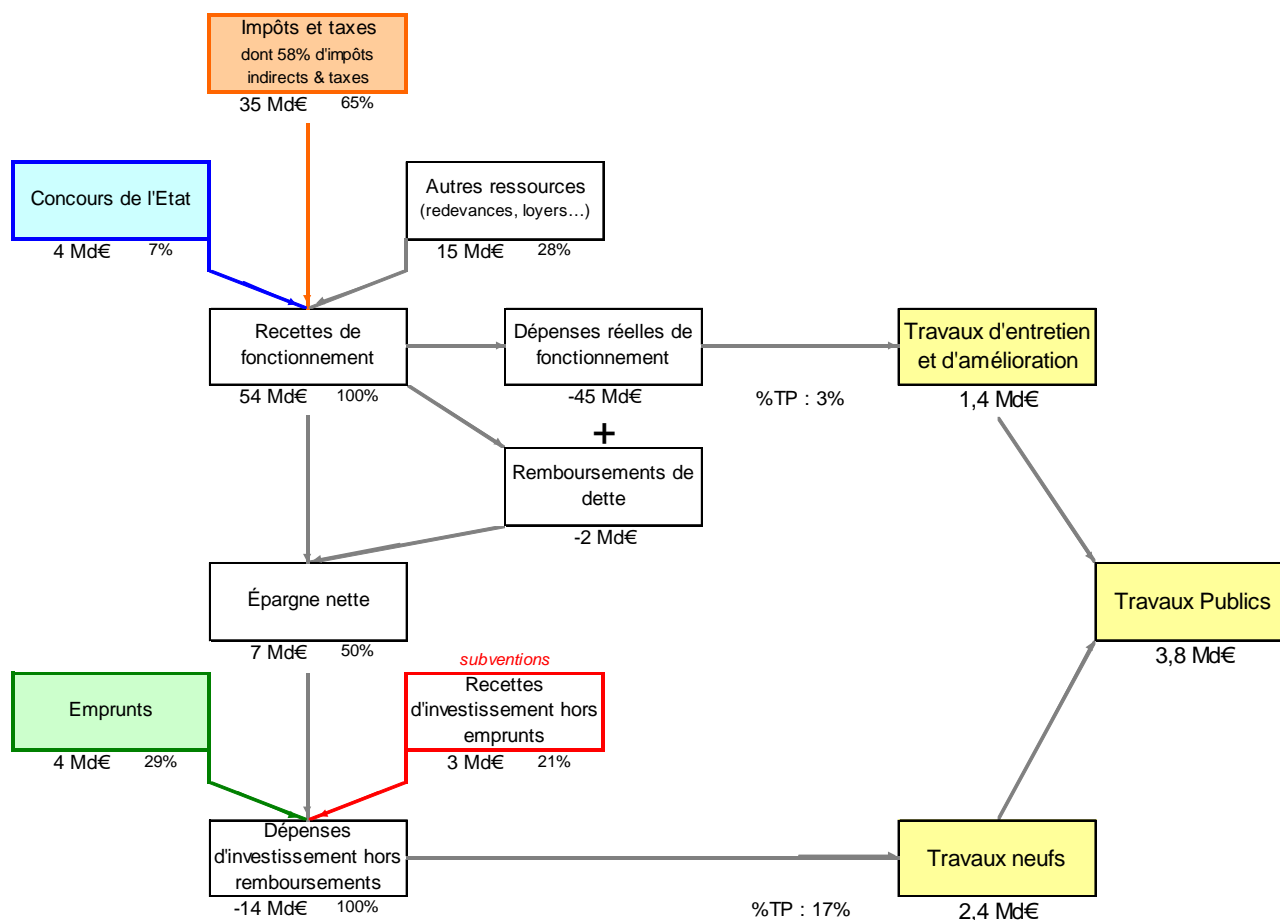 Impôts et taxes
dont 58% d'impôts
indirects & taxes
35 Md€ 65%
Concours de l'Etat
4 Md€ 7%
Autres ressources
(redevances, loyers…)
15 Md€ 28%
Recettes de
fonctionnement
54 Md€ 100%
Dépenses réelles de
fonctionnement
-45 Md€
%TP : 3%
Travaux d'entretien
et d'amélioration
1,4 Md€
+
Remboursements de
dette
-2 Md€
Épargne nette
7 Md€ 50%
Travaux Publics
3,8 Md€
Emprunts
4 Md€ 29%
subventions
Recettes
d'investissement hors
emprunts
3 Md€ 21%
Dépenses
d'investissement hors
remboursements
-14 Md€ 100%
%TP : 17%
Travaux neufs
2,4 Md€